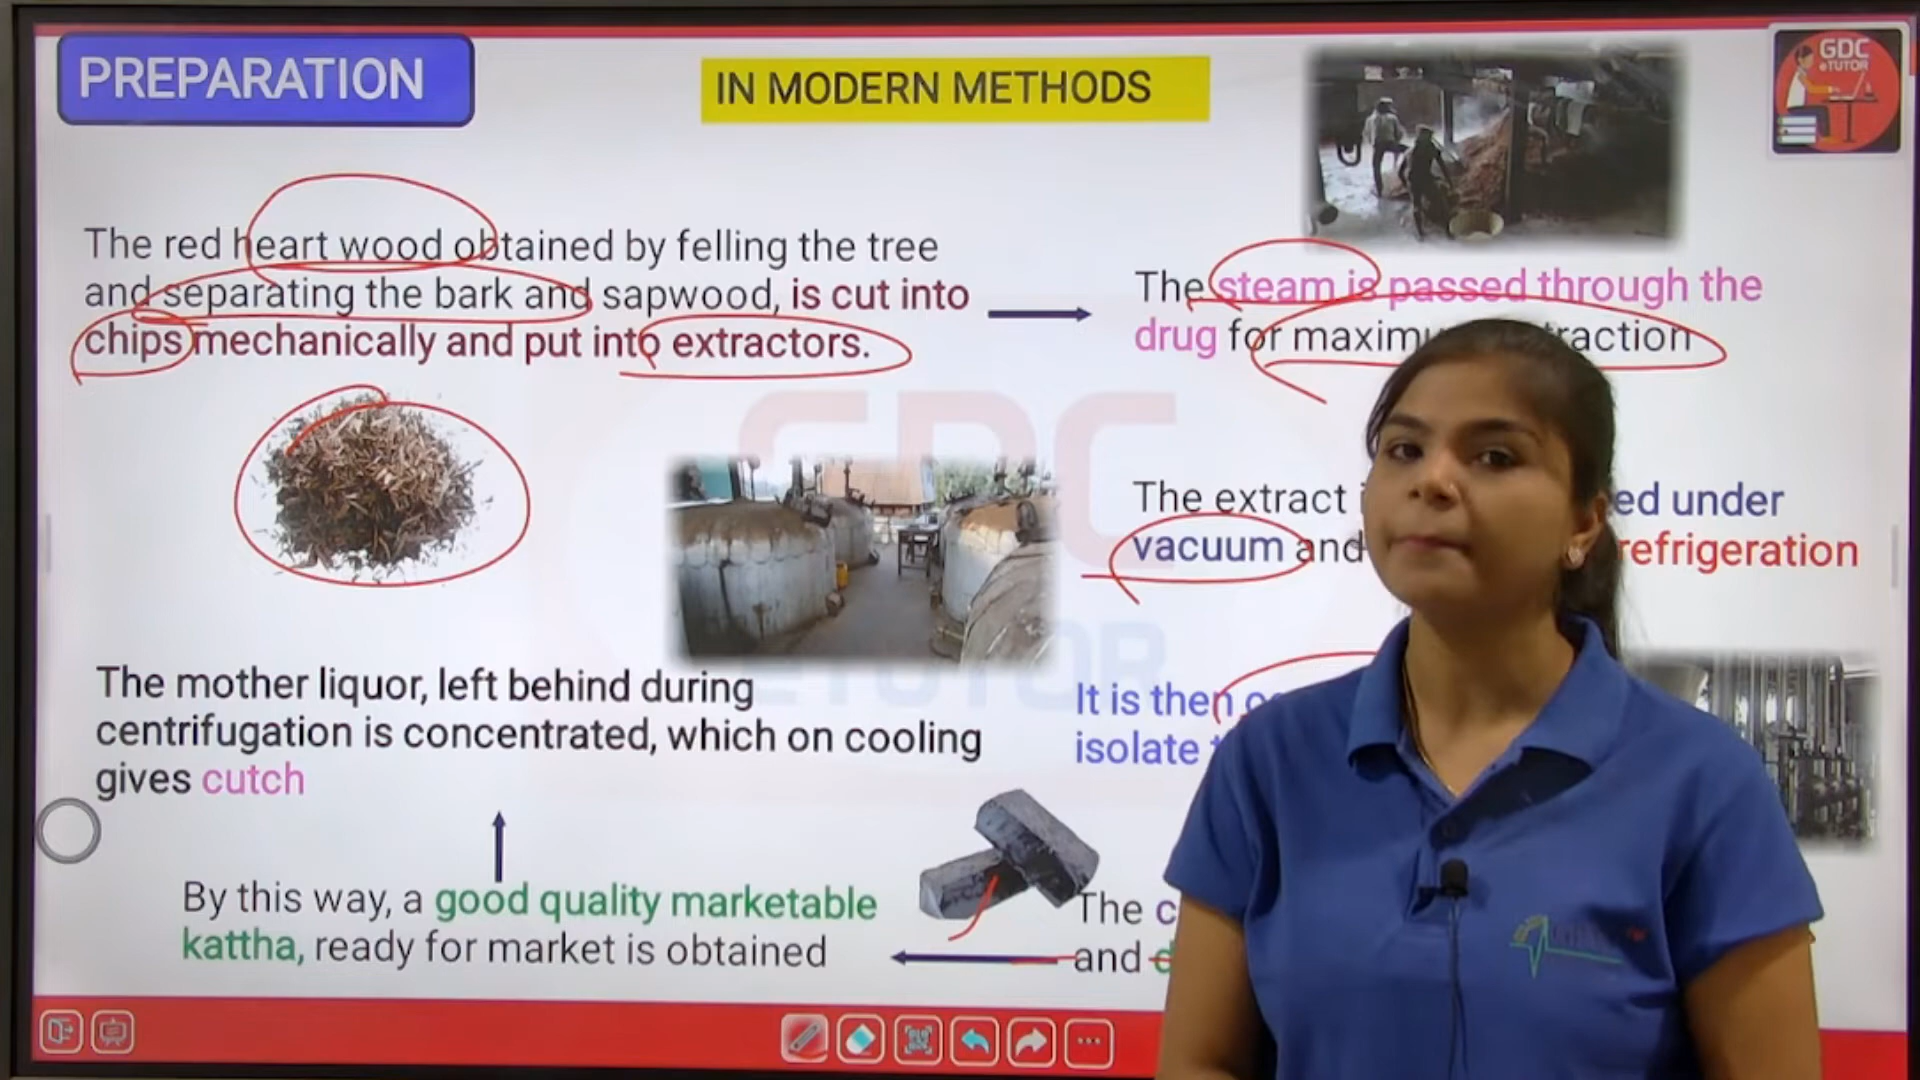 PREPARATION
IN MODERN METHODS
GDC
eTUTOR
The red heart wood obtained by felling the tree
and separating the bark and sapwood, is cut into
chips mechanically and put into extractors.
The steam is passed through the
drug for
The extract
under
vacuum and
refrigeration
It is then
isolate
The mother liquor, left behind during
centrifugation is concentrated, which on cooling
gives cutch
By this way, a good quality marketable
kattha, ready for market is obtained
The
and
GDC
eTUTOR